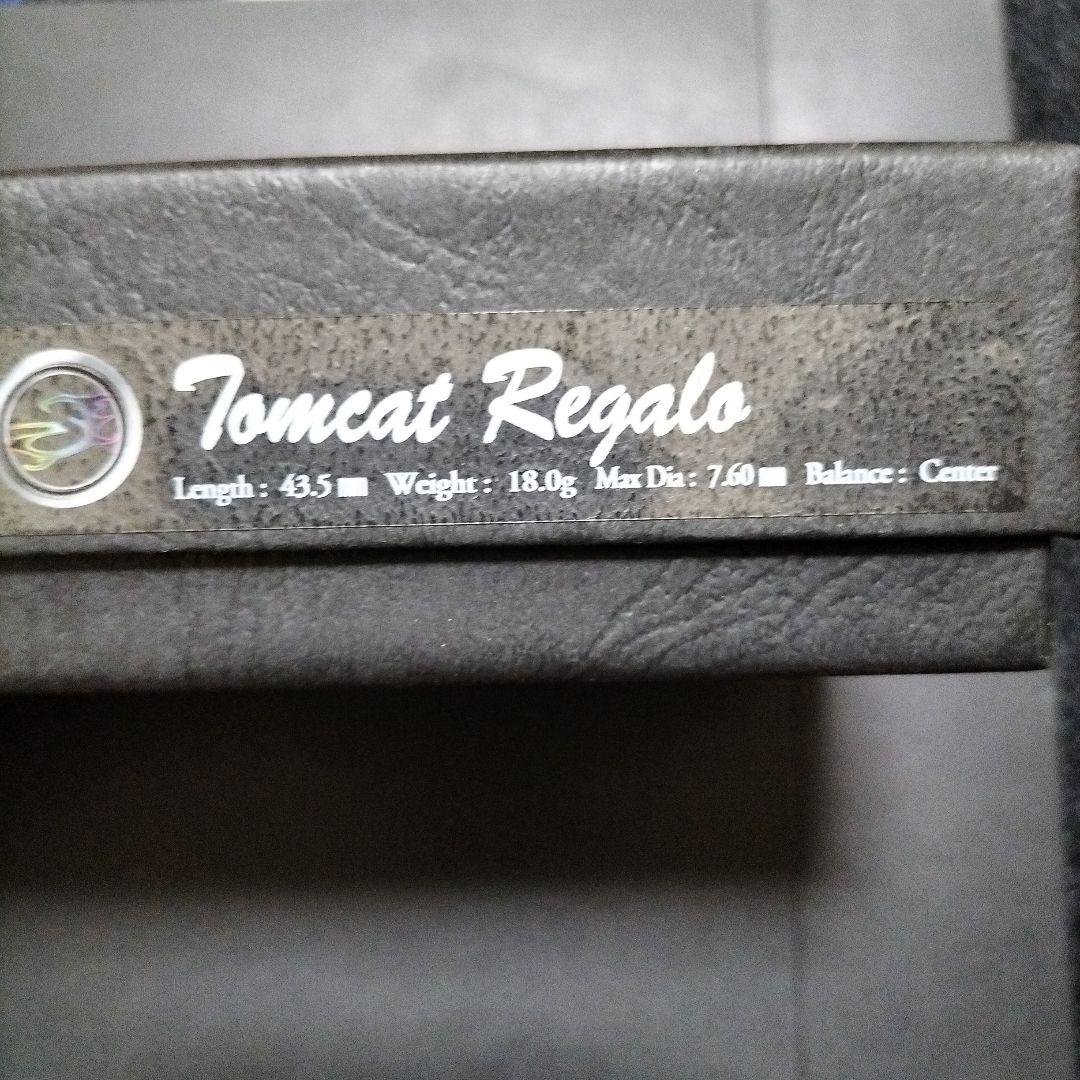 Tomcat Regalo
Length : 43.5㎜ Weight : 18.0g Max Dia : 7.60㎜ Balance : Center